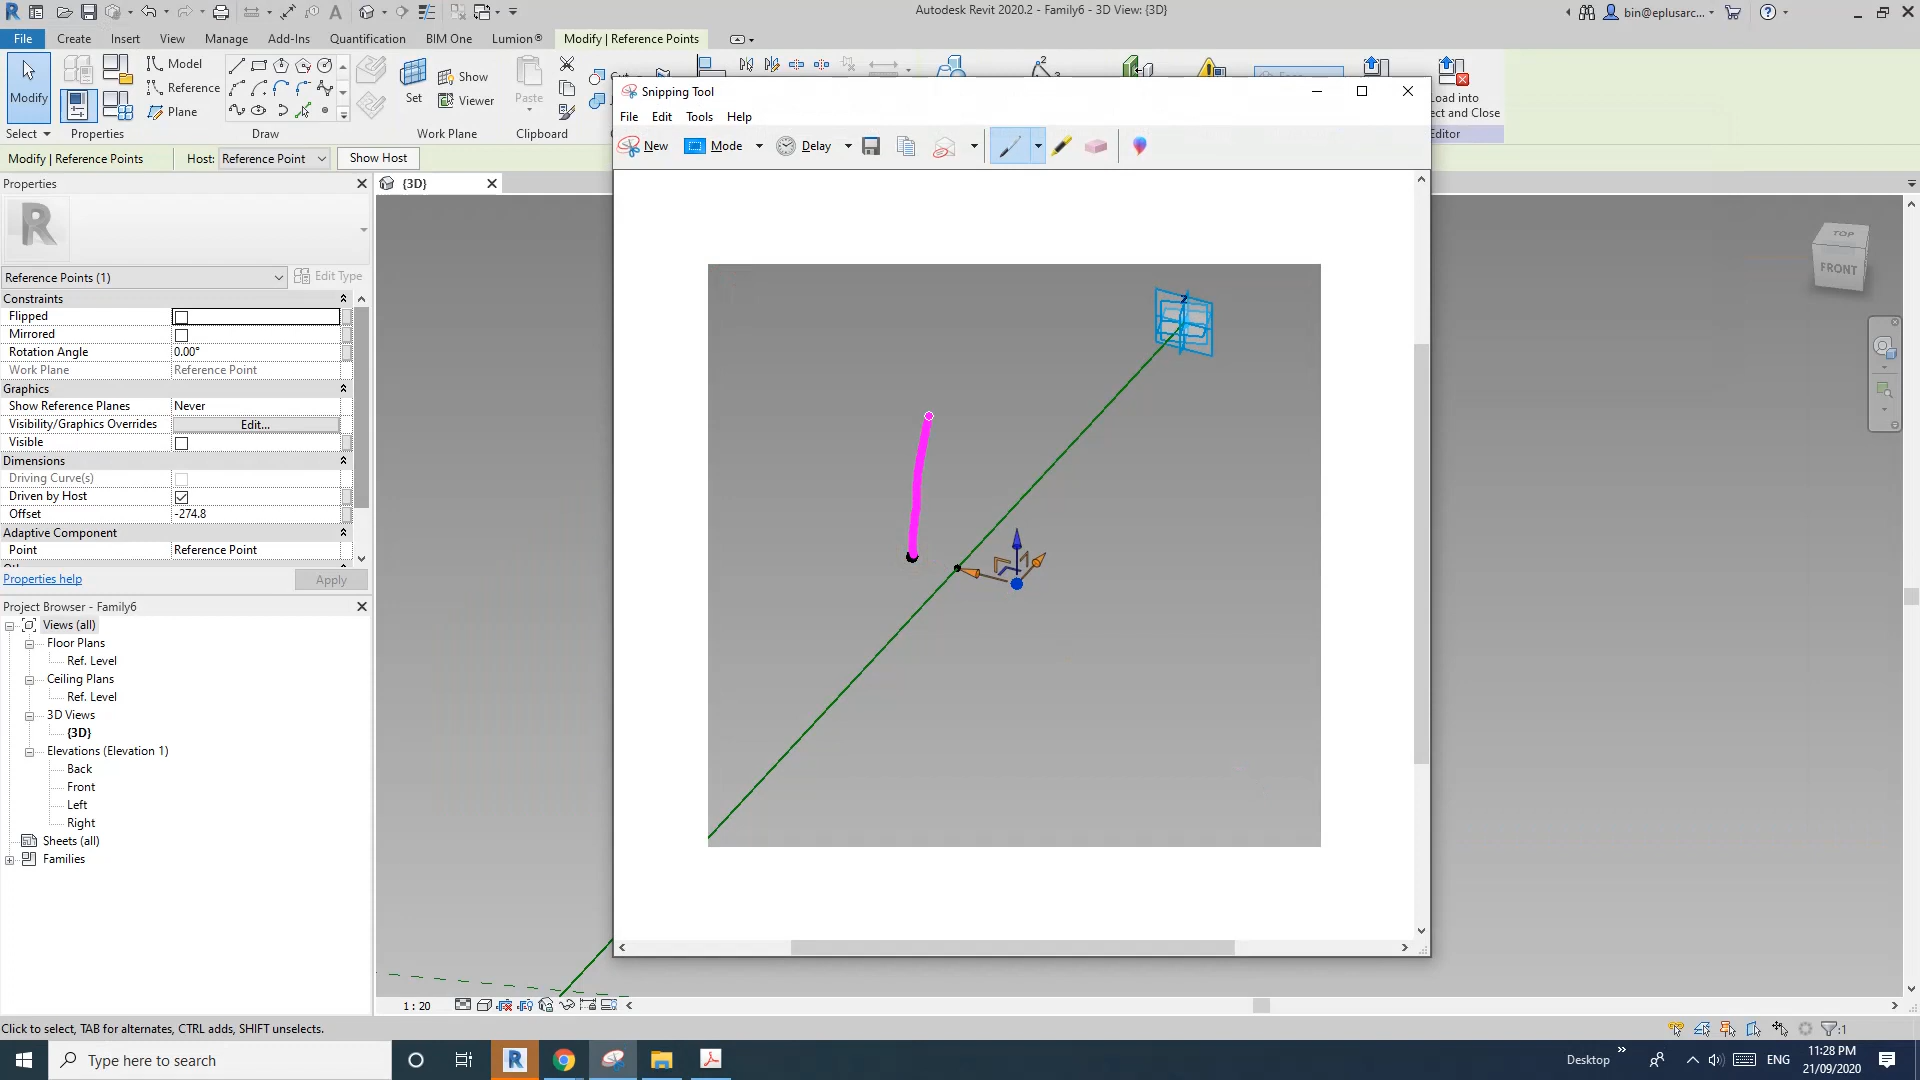 Autodesk Revit 2020.2 - Family6 - 3D View: {3D}
bin@eplusarc...
File Create Insert View Manage Add-Ins Quantification BIM One Lumion® Modify | Reference Points
Modify
Model
Reference
Plane
Set
Show
Viewer
Paste
Load into
ect and Close
Select Properties Draw Work Plane Clipboard
Editor
Modify | Reference Points Host: Reference Point Show Host
Snipping Tool
File Edit Tools Help
New Mode Delay
Properties
{3D}
R
Reference Points (1) Edit Type
Constraints
Flipped
Mirrored
Rotation Angle 0.00°
Work Plane Reference Point
Graphics
Show Reference Planes Never
Visibility/Graphics Overrides Edit...
Visible
Dimensions
Driving Curve(s)
Driven by Host
Offset -274.8
Adaptive Component
Point Reference Point
Properties help Apply
Project Browser - Family6
Views (all)
Floor Plans
Ref. Level
Ceiling Plans
Ref. Level
3D Views
{3D}
Elevations (Elevation 1)
Back
Front
Left
Right
Sheets (all)
Families
TOP
FRONT
1 : 20
Click to select, TAB for alternates, CTRL adds, SHIFT unselects.
:1
Type here to search
Desktop
ENG
11:28 PM
21/09/2020